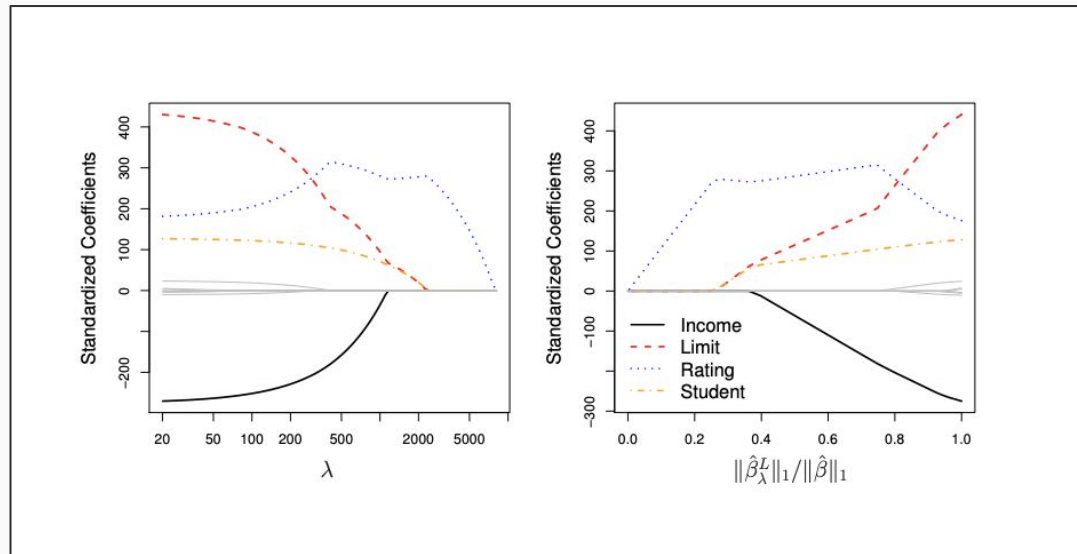 Standardized Coefficients
400
300
200
100
0
-200
20 50 100 200 500 2000 5000
λ
Standardized Coefficients
400
300
200
100
0
-100
-300
Income
Limit
Rating
Student
0.0 0.2 0.4 0.6 0.8 1.0
‖β̂λᴸ‖₁/‖β̂‖₁